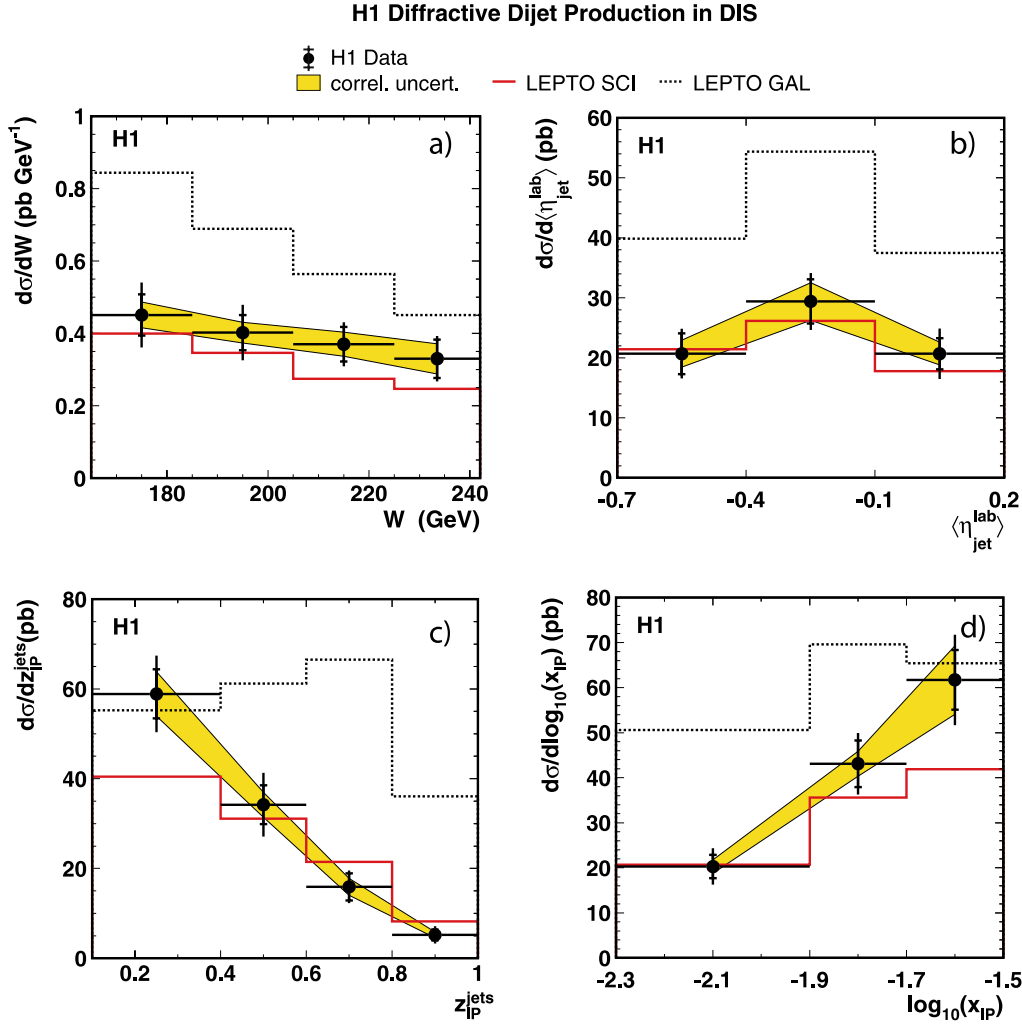 H1 Diffractive Dijet Production in DIS
H1 Data
correl. uncert.
LEPTO SCI
LEPTO GAL
H1
a)
dσ/dW (pb GeV⁻¹)
1
0.8
0.6
0.4
0.2
0
180 200 220 240
W (GeV)
H1
b)
dσ/d⟨η_jet^lab⟩ (pb)
60
50
40
30
20
10
0
-0.7 -0.4 -0.1 0.2
⟨η_jet^lab⟩
H1
c)
dσ/dz_IP^jets(pb)
80
60
40
20
0
0.2 0.4 0.6 0.8 1
z_IP^jets
H1
d)
dσ/dlog₁₀(x_IP) (pb)
80
70
60
50
40
30
20
10
0
-2.3 -2.1 -1.9 -1.7 -1.5
log₁₀(x_IP)